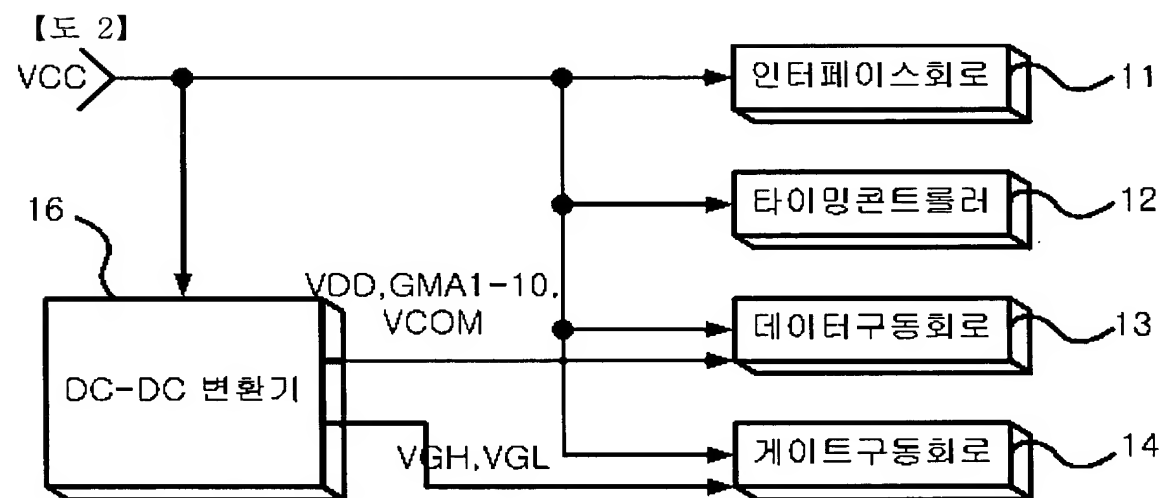 【도 2】
VCC
인터페이스회로
11
타이밍콘트롤러
12
16
VDD,GMA1-10,
VCOM
데이터구동회로
13
DC-DC 변환기
VGH,VGL
게이트구동회로
14